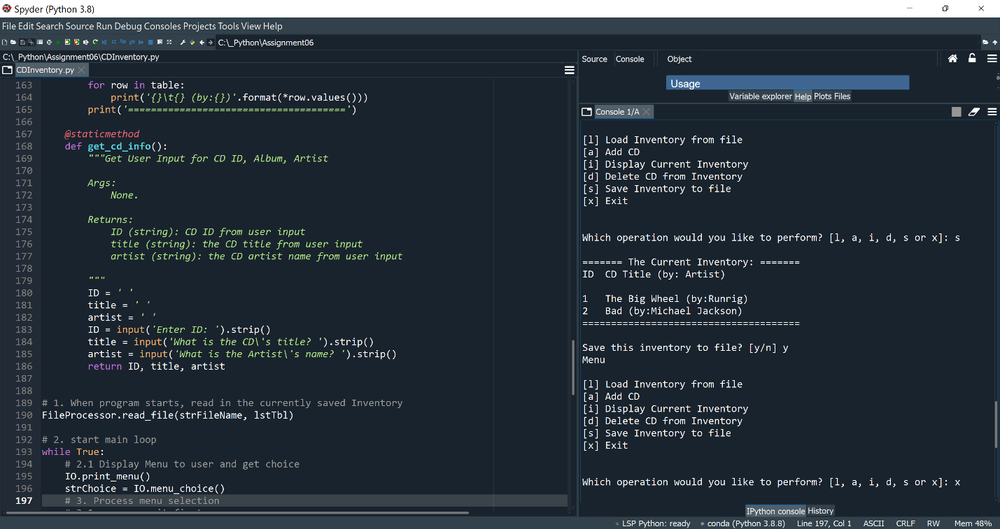 Spyder (Python 3.8)
File Edit Search Source Run Debug Consoles Projects Tools View Help
C:\_Python\Assignment06
C:\_Python\Assignment06\CDInventory.py
CDInventory.py
163 for row in table:
164 print('{}\t{} (by:{})'.format(*row.values()))
165 print('======================================')
166
167 @staticmethod
168 def get_cd_info():
169 """Get User Input for CD ID, Album, Artist
170
171 Args:
172 None.
173
174 Returns:
175 ID (string): CD ID from user input
176 title (string): the CD title from user input
177 artist (string): the CD artist name from user input
178
179 """
180 ID = ' '
181 title = ' '
182 artist = ' '
183 ID = input('Enter ID: ').strip()
184 title = input('What is the CD\'s title? ').strip()
185 artist = input('What is the Artist\'s name? ').strip()
186 return ID, title, artist
187
188
189 # 1. When program starts, read in the currently saved Inventory
190 FileProcessor.read_file(strFileName, lstTbl)
191
192 # 2. start main loop
193 while True:
194 # 2.1 Display Menu to user and get choice
195 IO.print_menu()
196 strChoice = IO.menu_choice()
197 # 3. Process menu selection
Source Console Object
Usage
Variable explorer Help Plots Files
Console 1/A
[l] Load Inventory from file
[a] Add CD
[i] Display Current Inventory
[d] Delete CD from Inventory
[s] Save Inventory to file
[x] Exit
Which operation would you like to perform? [l, a, i, d, s or x]: s
======= The Current Inventory: =======
ID CD Title (by: Artist)
1 The Big Wheel (by:Runrig)
2 Bad (by:Michael Jackson)
======================================
Save this inventory to file? [y/n] y
Menu
[l] Load Inventory from file
[a] Add CD
[i] Display Current Inventory
[d] Delete CD from Inventory
[s] Save Inventory to file
[x] Exit
Which operation would you like to perform? [l, a, i, d, s or x]: x
IPython console History
LSP Python: ready conda (Python 3.8.8) Line 197, Col 1 ASCII CRLF RW Mem 48%